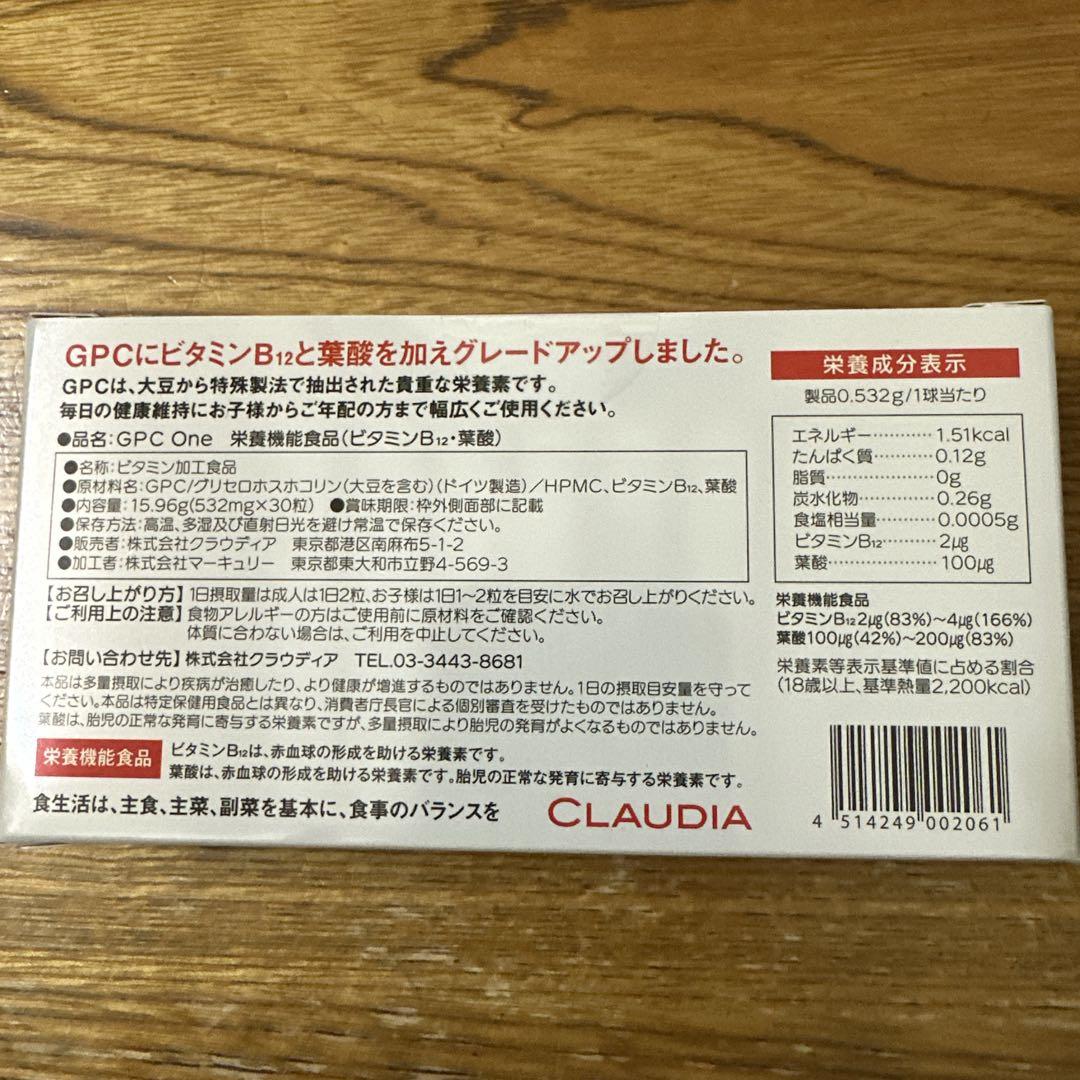 GPCにビタミンB₁₂と葉酸を加えグレードアップしました。
GPCは、大豆から特殊製法で抽出された貴重な栄養素です。
毎日の健康維持にお子様からご年配の方まで幅広くご使用ください。
●品名:GPC One 栄養機能食品(ビタミンB₁₂・葉酸)
●名称:ビタミン加工食品
●原材料名:GPC/グリセロホスホコリン(大豆を含む)(ドイツ製造)/HPMC、ビタミンB₁₂、葉酸
●内容量:15.96g(532mg×30粒) ●賞味期限:枠外側面部に記載
●保存方法:高温、多湿及び直射日光を避け常温で保存ください。
●販売者:株式会社クラウディア 東京都港区南麻布5-1-2
●加工者:株式会社マーキュリー 東京都東大和市立野4-569-3
【お召し上がり方】1日摂取量は成人は1日2粒、お子様は1日1~2粒を目安に水でお召し上がりください。
【ご利用上の注意】食物アレルギーの方はご使用前に原材料をご確認ください。
体質に合わない場合は、ご利用を中止してください。
【お問い合わせ先】株式会社クラウディア TEL.03-3443-8681
本品は多量摂取により疾病が治癒したり、より健康が増進するものではありません。1日の摂取目安量を守って
ください。本品は特定保健用食品とは異なり、消費者庁長官による個別審査を受けたものではありません。
葉酸は、胎児の正常な発育に寄与する栄養素ですが、多量摂取により胎児の発育がよくなるものではありません。
栄養機能食品
ビタミンB₁₂は、赤血球の形成を助ける栄養素です。
葉酸は、赤血球の形成を助ける栄養素です。胎児の正常な発育に寄与する栄養素です。
食生活は、主食、主菜、副菜を基本に、食事のバランスを
CLAUDIA
栄養成分表示
製品0.532g/1球当たり
エネルギー………… 1.51kcal
たんぱく質………… 0.12g
脂質………………… 0g
炭水化物…………… 0.26g
食塩相当量………… 0.0005g
ビタミンB₁₂……… 2μg
葉酸………………… 100μg
栄養機能食品
ビタミンB₁₂2μg(83%)~4μg(166%)
葉酸100μg(42%)~200μg(83%)
栄養素等表示基準値に占める割合
(18歳以上、基準熱量2,200kcal)
4 514249 002061